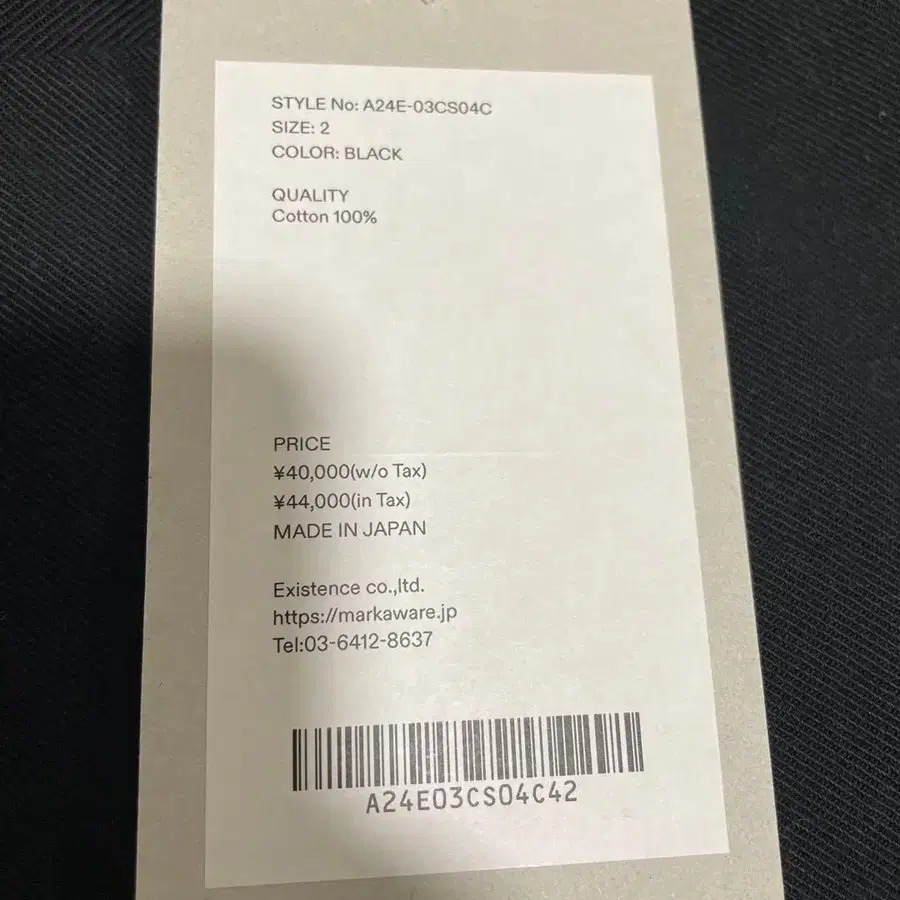 STYLE No: A24E-03CS04C
SIZE: 2
COLOR: BLACK
QUALITY
Cotton 100%
PRICE
¥40,000(w/o Tax)
¥44,000(in Tax)
MADE IN JAPAN
Existence co.,ltd.
https://markaware.jp
Tel:03-6412-8637
A24E03CS04C42